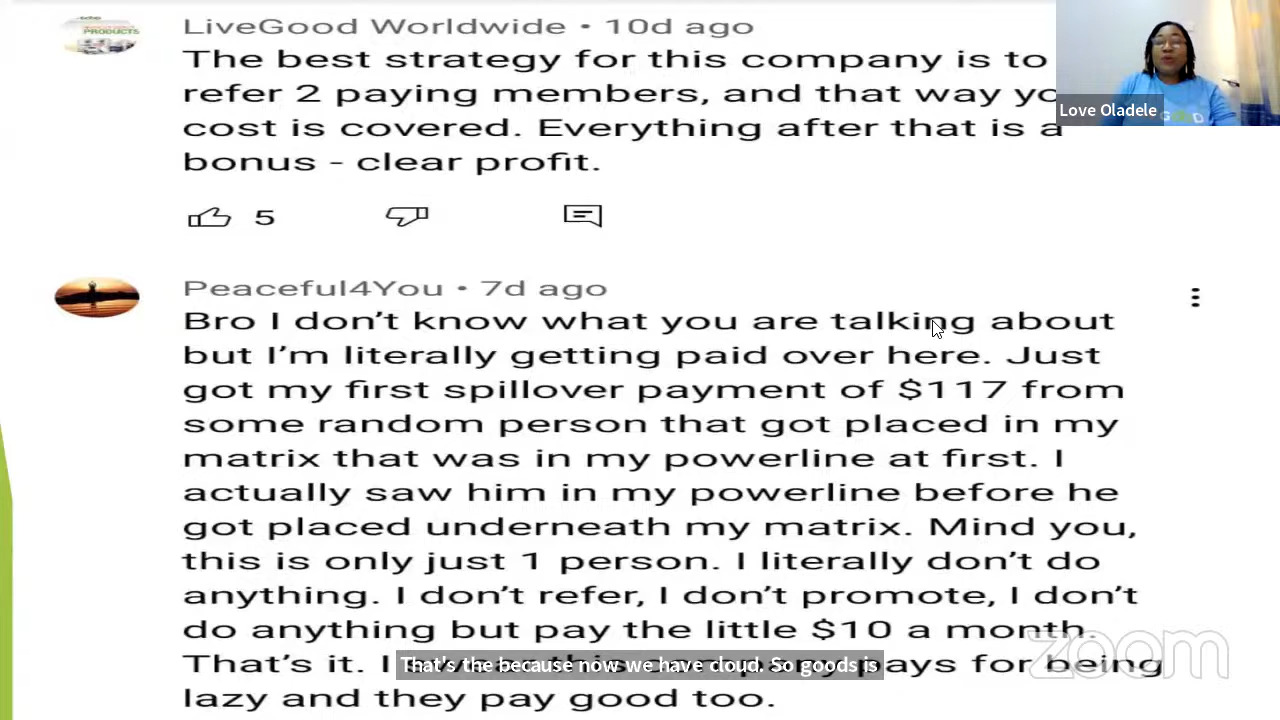 PRODUCTS
LiveGood Worldwide • 10d ago
The best strategy for this company is to
refer 2 paying members, and that way yo
cost is covered. Everything after that is a
bonus - clear profit.
5
Love Oladele
Peaceful4You • 7d ago
Bro I don't know what you are talking about
but I'm literally getting paid over here. Just
got my first spillover payment of $117 from
some random person that got placed in my
matrix that was in my powerline at first. I
actually saw him in my powerline before he
got placed underneath my matrix. Mind you,
this is only just 1 person. I literally don't do
anything. I don't refer, I don't promote, I don't
do anything but pay the little $10 a month.
That's it. I pays for being
lazy and they pay good too.
That's the because now we have cloud. So goods is
zoom